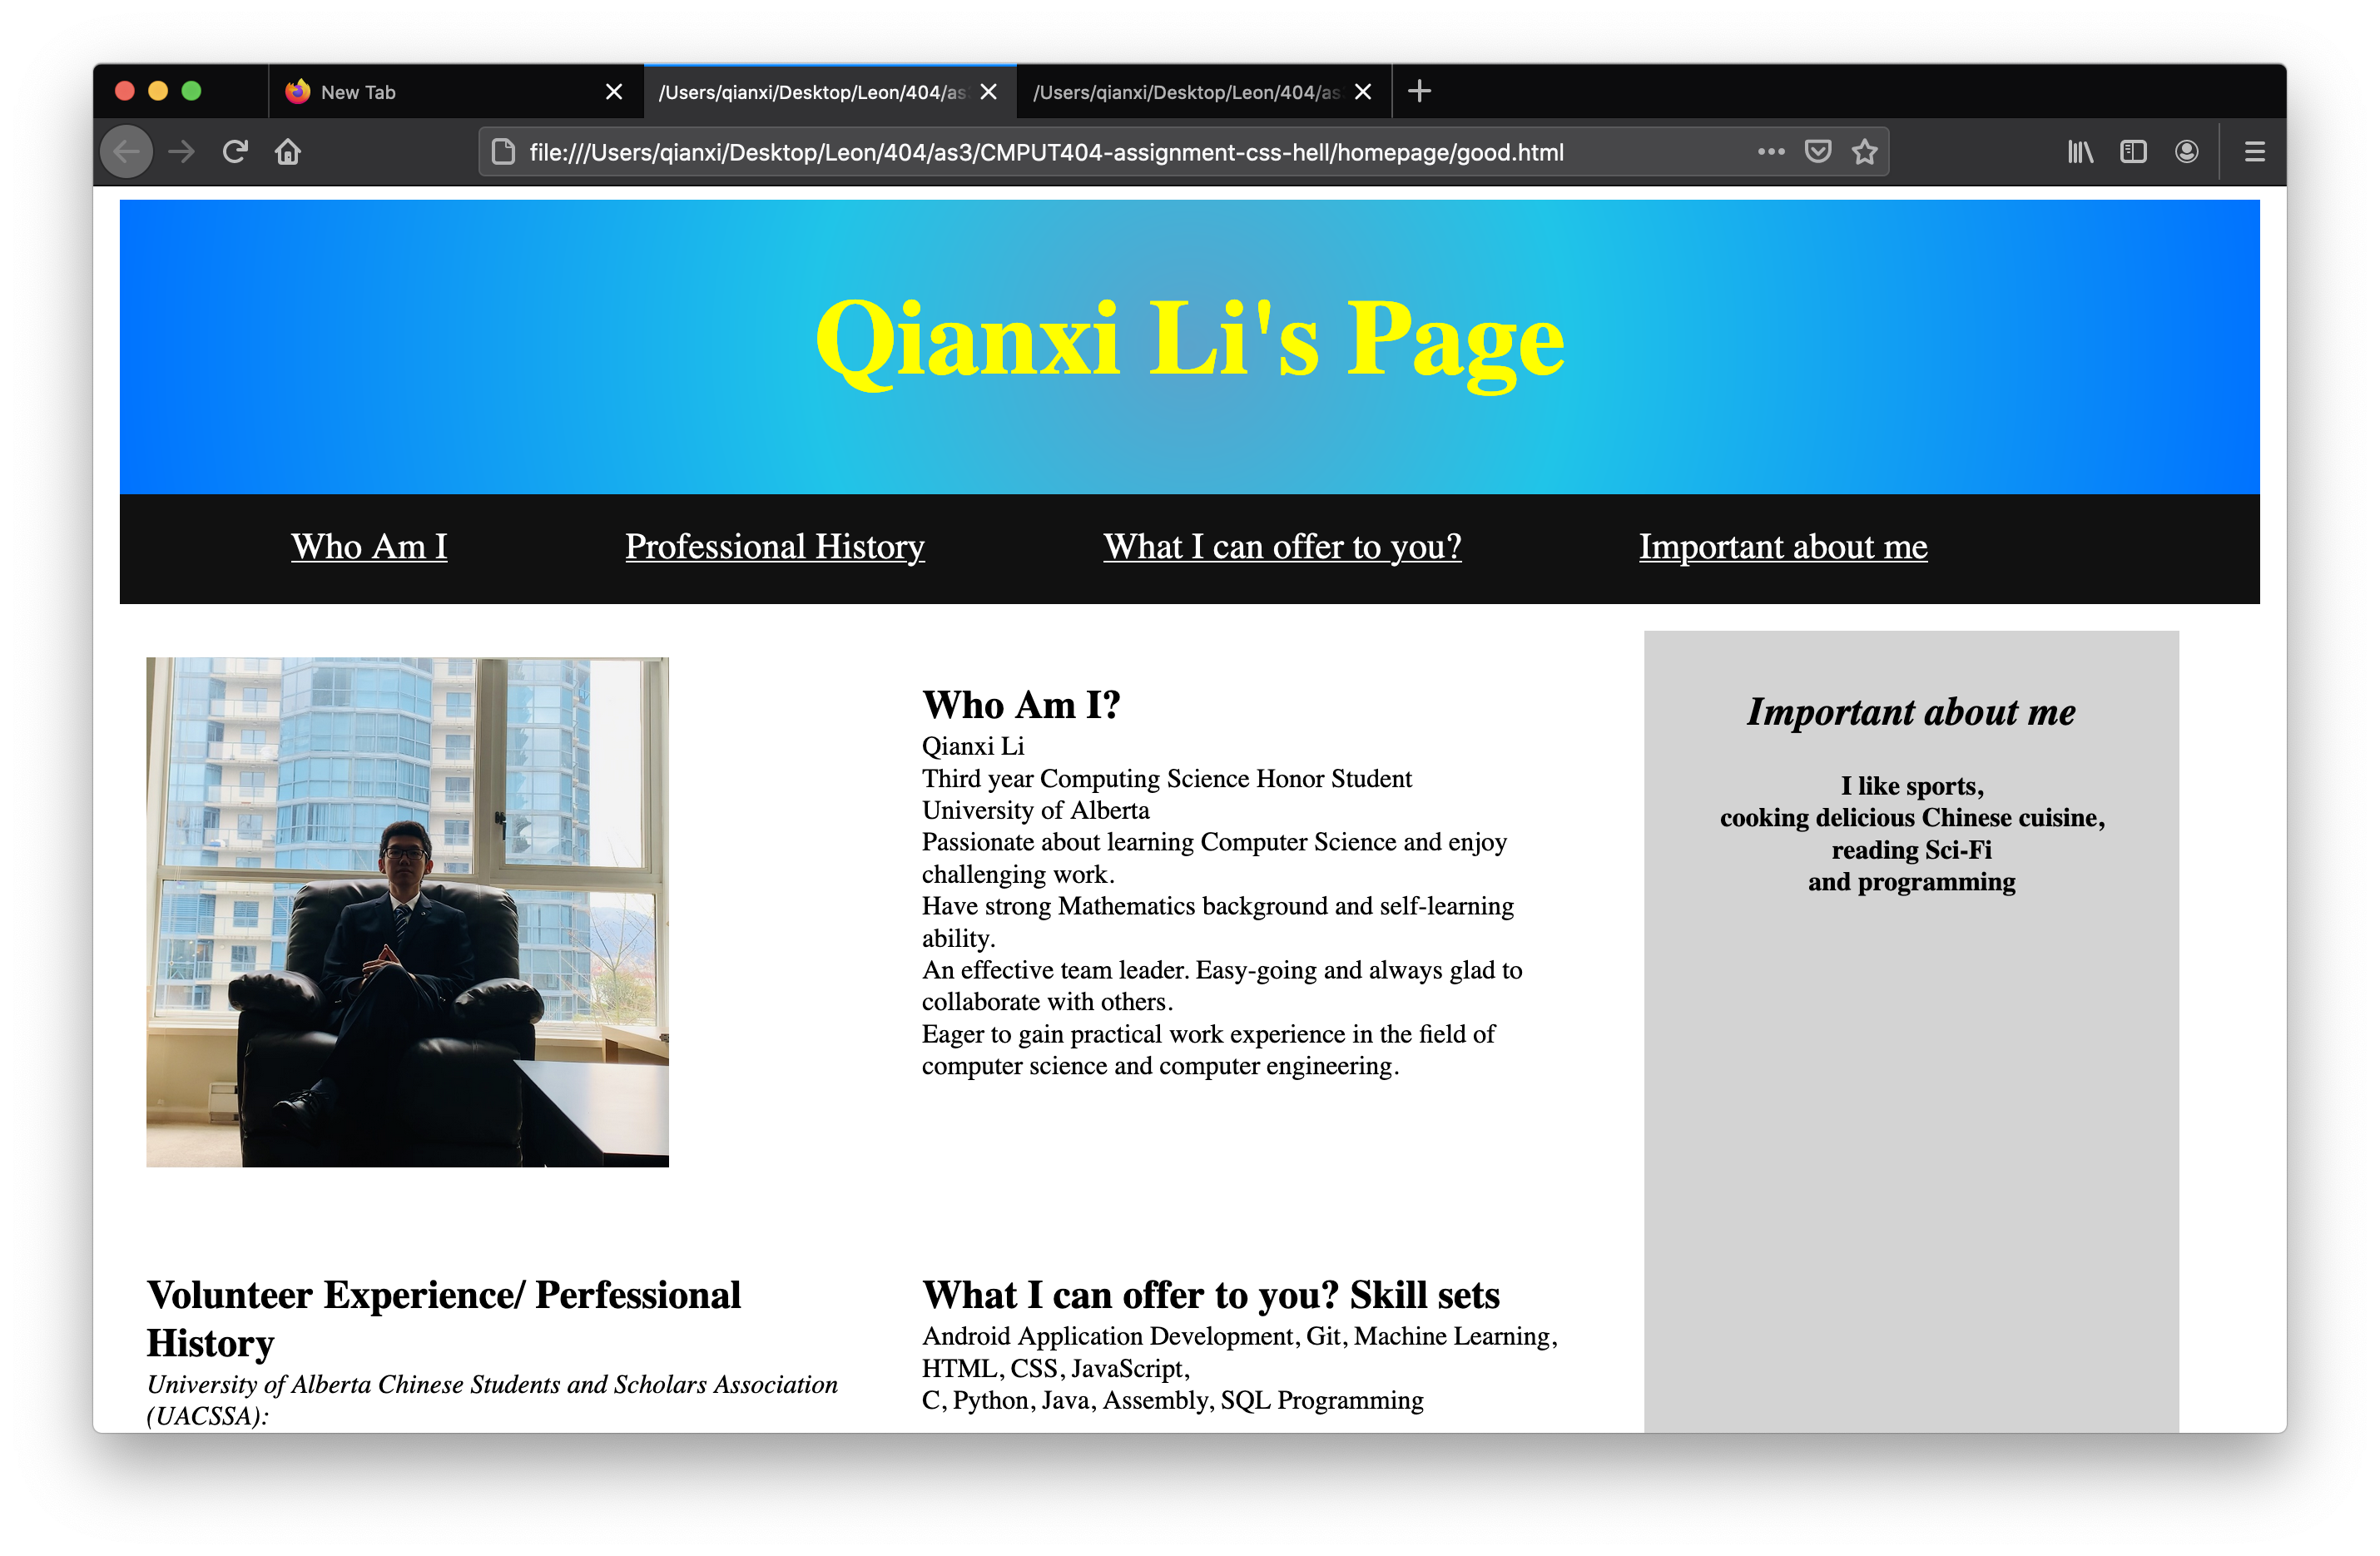 New Tab
/Users/qianxi/Desktop/Leon/404/as
/Users/qianxi/Desktop/Leon/404/as
file:///Users/qianxi/Desktop/Leon/404/as3/CMPUT404-assignment-css-hell/homepage/good.html
Qianxi Li's Page
Who Am I
Professional History
What I can offer to you?
Important about me
Who Am I?
Qianxi Li
Third year Computing Science Honor Student
University of Alberta
Passionate about learning Computer Science and enjoy
challenging work.
Have strong Mathematics background and self-learning
ability.
An effective team leader. Easy-going and always glad to
collaborate with others.
Eager to gain practical work experience in the field of
computer science and computer engineering.
Important about me
I like sports,
cooking delicious Chinese cuisine,
reading Sci-Fi
and programming
Volunteer Experience/ Perfessional
History
University of Alberta Chinese Students and Scholars Association
(UACSSA):
What I can offer to you? Skill sets
Android Application Development, Git, Machine Learning,
HTML, CSS, JavaScript,
C, Python, Java, Assembly, SQL Programming